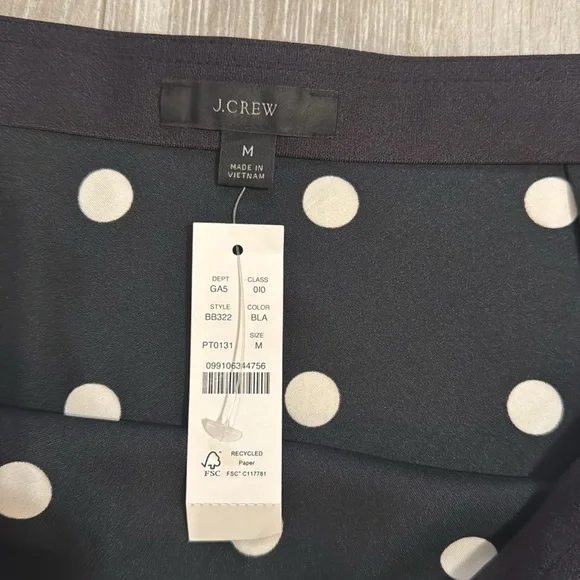 J.CREW
M
MADE IN
VIETNAM
DEPT CLASS
GA5 010
STYLE COLOR
BB322 BLA
SIZE
PT0131 M
099106344756
FSC
RECYCLED
Paper
FSC™ C117781